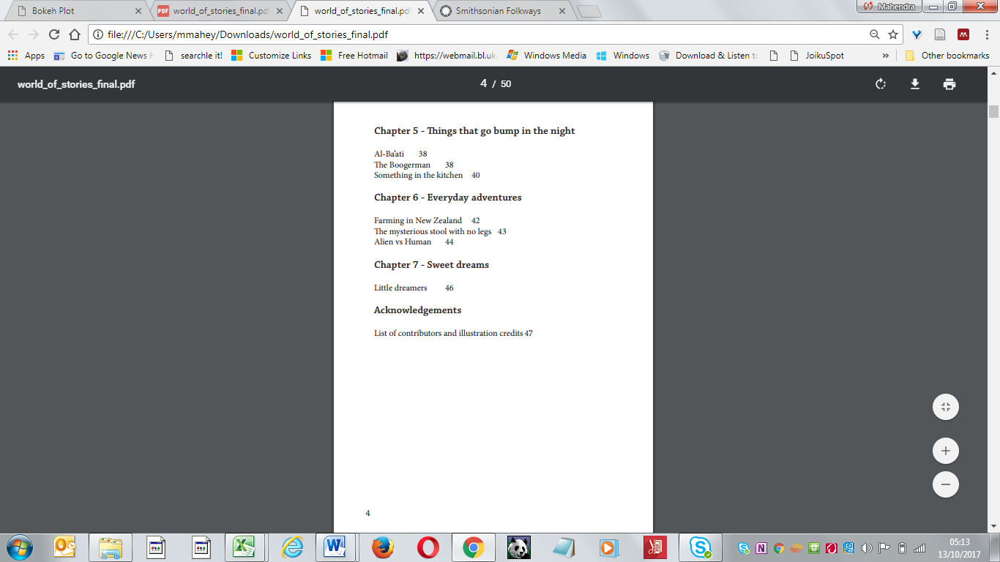 Bokeh Plot
PDF world_of_stories_final.pdf
world_of_stories_final.pdf
Smithsonian Folkways
Mahendra
file:///C:/Users/mmahey/Downloads/world_of_stories_final.pdf
Apps Go to Google News H searchle it! Customize Links Free Hotmail https://webmail.bl.uk Windows Media Windows Download & Listen to JoikuSpot » Other bookmarks
world_of_stories_final.pdf 4 / 50
Chapter 5 - Things that go bump in the night
Al-Ba'ati 38
The Boogerman 38
Something in the kitchen 40
Chapter 6 - Everyday adventures
Farming in New Zealand 42
The mysterious stool with no legs 43
Alien vs Human 44
Chapter 7 - Sweet dreams
Little dreamers 46
Acknowledgements
List of contributors and illustration credits 47
4
05:13
13/10/2017